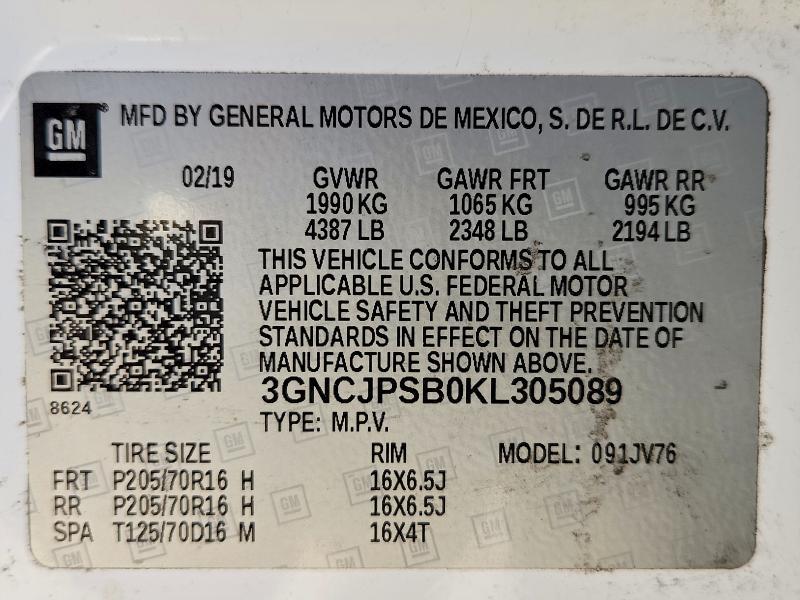 GM® MFD BY GENERAL MOTORS DE MEXICO, S. DE R.L. DE C.V.
02/19 GVWR GAWR FRT GAWR RR
1990 KG 1065 KG 995 KG
4387 LB 2348 LB 2194 LB
THIS VEHICLE CONFORMS TO ALL
APPLICABLE U.S. FEDERAL MOTOR
VEHICLE SAFETY AND THEFT PREVENTION
STANDARDS IN EFFECT ON THE DATE OF
MANUFACTURE SHOWN ABOVE.
3GNCJPSB0KL305089
8624
TYPE: M.P.V.
TIRE SIZE RIM MODEL: 091JV76
FRT P205/70R16 H 16X6.5J
RR P205/70R16 H 16X6.5J
SPA T125/70D16 M 16X4T